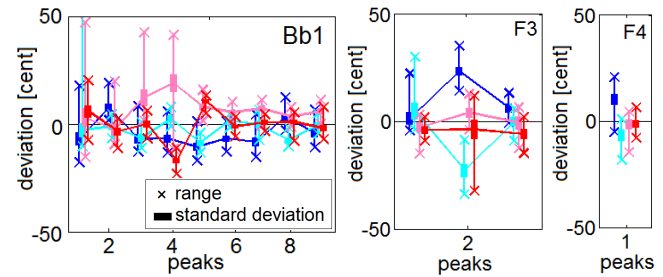 50
Bb1
deviation [cent]
0
× range
standard deviation
-50
2 4 6 8
peaks
50
F3
deviation [cent]
0
-50
2
peaks
50
F4
deviation [cent]
0
-50
1
peaks